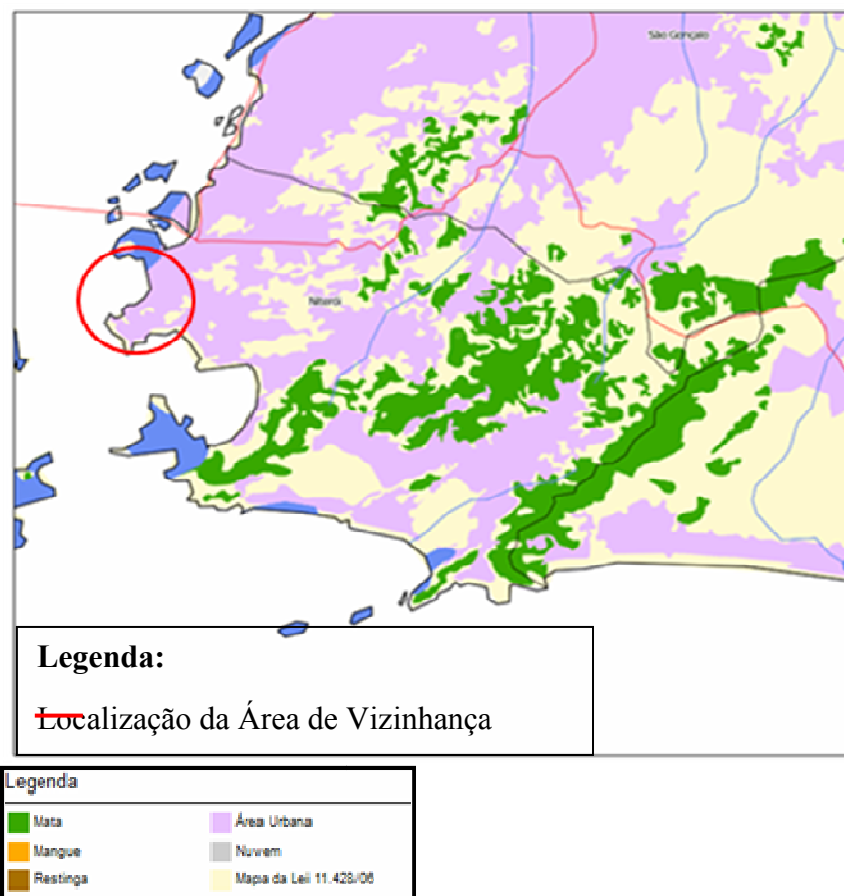 São Gonçalo
Niterói
Legenda:
Localização da Área de Vizinhança
Legenda
Mata
Área Urbana
Mangue
Nuvem
Restinga
Mapa da Lei 11.428/06